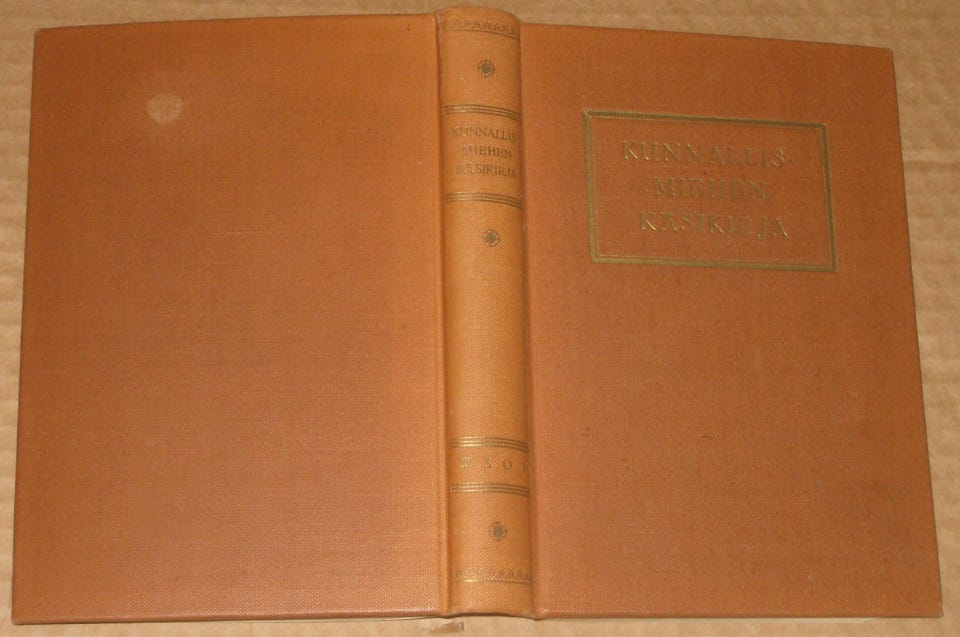 KUNNALLIS
MIEHEN
KÄSIKIRJA
KUNNALLIS-
MIEHEN
KÄSIKIRJA